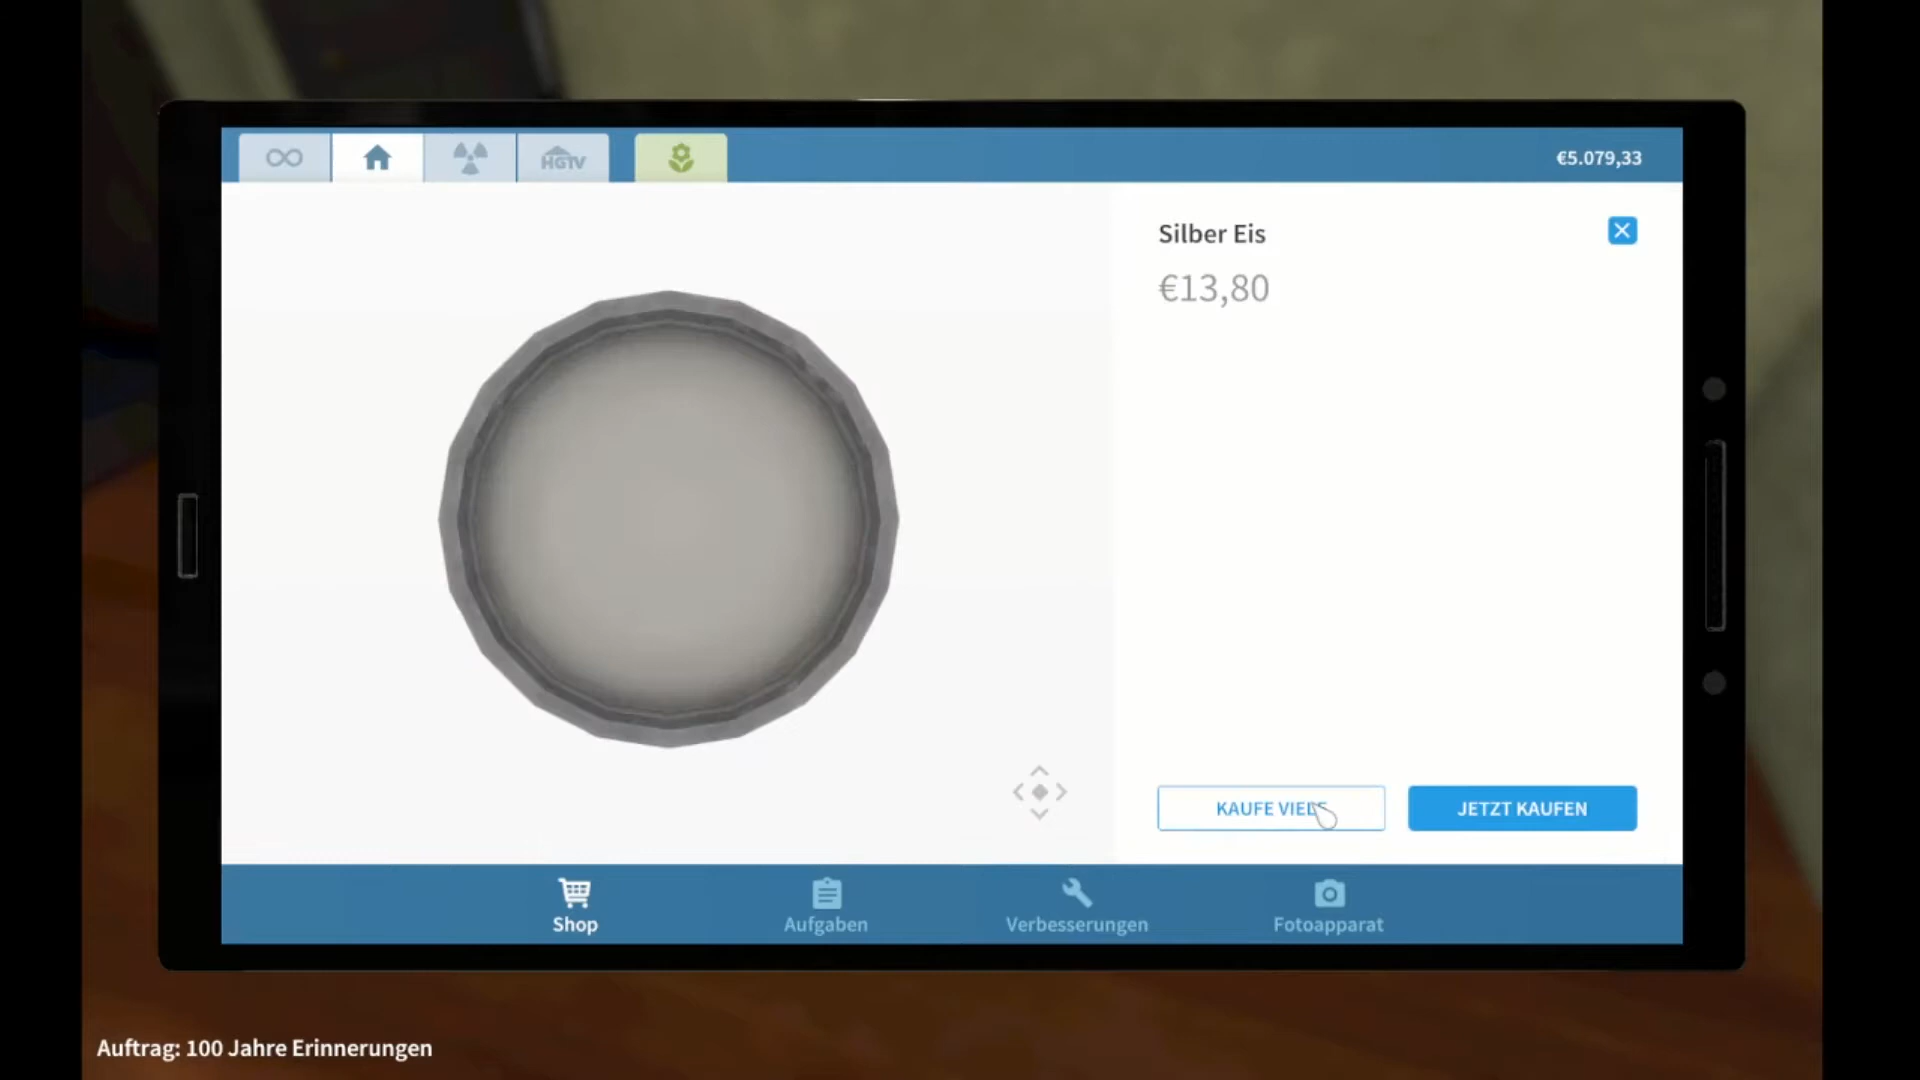 HGTV
€5.079,33
Silber Eis
€13,80
KAUFE VIELE
JETZT KAUFEN
Shop
Aufgaben
Verbesserungen
Fotoapparat
Auftrag: 100 Jahre Erinnerungen